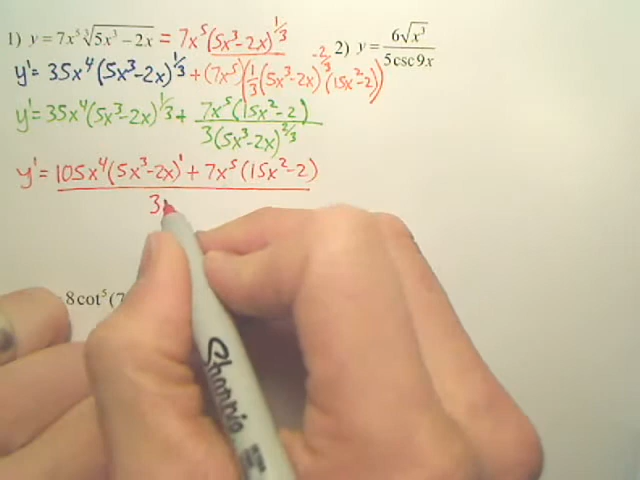 1) y = 7x⁵ ∛(5x³ − 2x) = 7x⁵(5x³−2x)^{1/3}
2) y = 6√(x³) / 5csc9x
y' = 35x⁴(5x³−2x)^{1/3} + (7x⁵)(1/3 (5x³−2x)^{-2/3} (15x²−2))
y' = 35x⁴(5x³−2x)^{1/3} + 7x⁵(15x²−2) / 3(5x³−2x)^{2/3}
y' = 105x⁴(5x³−2x)¹ + 7x⁵(15x²−2) / 3
8cot⁵(7
Sharpie